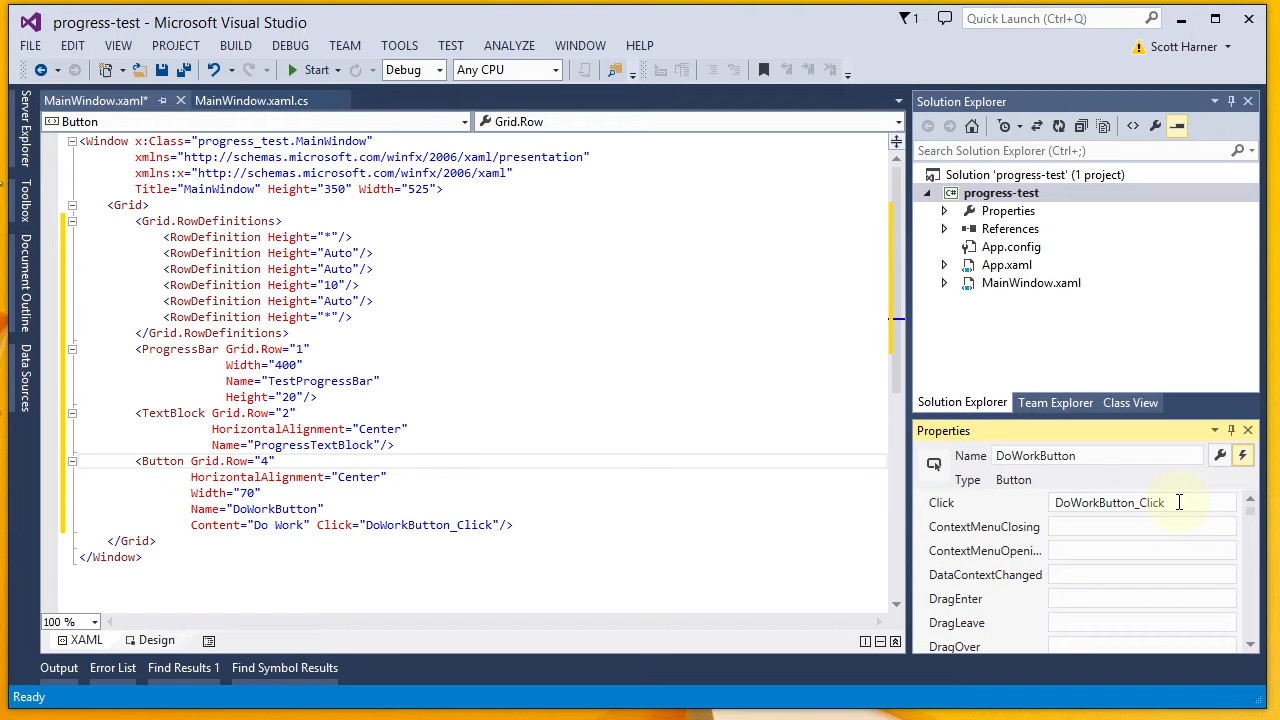 progress-test - Microsoft Visual Studio
1
Quick Launch (Ctrl+Q)
FILE EDIT VIEW PROJECT BUILD DEBUG TEAM TOOLS TEST ANALYZE WINDOW HELP
Scott Harner
Start Debug Any CPU
Server Explorer
Toolbox
Document Outline
Data Sources
MainWindow.xaml* MainWindow.xaml.cs
Button Grid.Row
<Window x:Class="progress_test.MainWindow"
xmlns="http://schemas.microsoft.com/winfx/2006/xaml/presentation"
xmlns:x="http://schemas.microsoft.com/winfx/2006/xaml"
Title="MainWindow" Height="350" Width="525">
<Grid>
<Grid.RowDefinitions>
<RowDefinition Height="*"/>
<RowDefinition Height="Auto"/>
<RowDefinition Height="Auto"/>
<RowDefinition Height="10"/>
<RowDefinition Height="Auto"/>
<RowDefinition Height="*"/>
</Grid.RowDefinitions>
<ProgressBar Grid.Row="1"
Width="400"
Name="TestProgressBar"
Height="20"/>
<TextBlock Grid.Row="2"
HorizontalAlignment="Center"
Name="ProgressTextBlock"/>
<Button Grid.Row="4"
HorizontalAlignment="Center"
Width="70"
Name="DoWorkButton"
Content="Do Work" Click="DoWorkButton_Click"/>
</Grid>
</Window>
100 %
XAML Design
Output Error List Find Results 1 Find Symbol Results
Ready
Solution Explorer
Search Solution Explorer (Ctrl+;)
Solution 'progress-test' (1 project)
C# progress-test
Properties
References
App.config
App.xaml
MainWindow.xaml
Solution Explorer Team Explorer Class View
Properties
Name DoWorkButton
Type Button
Click DoWorkButton_Click
ContextMenuClosing
ContextMenuOpeni...
DataContextChanged
DragEnter
DragLeave
DragOver